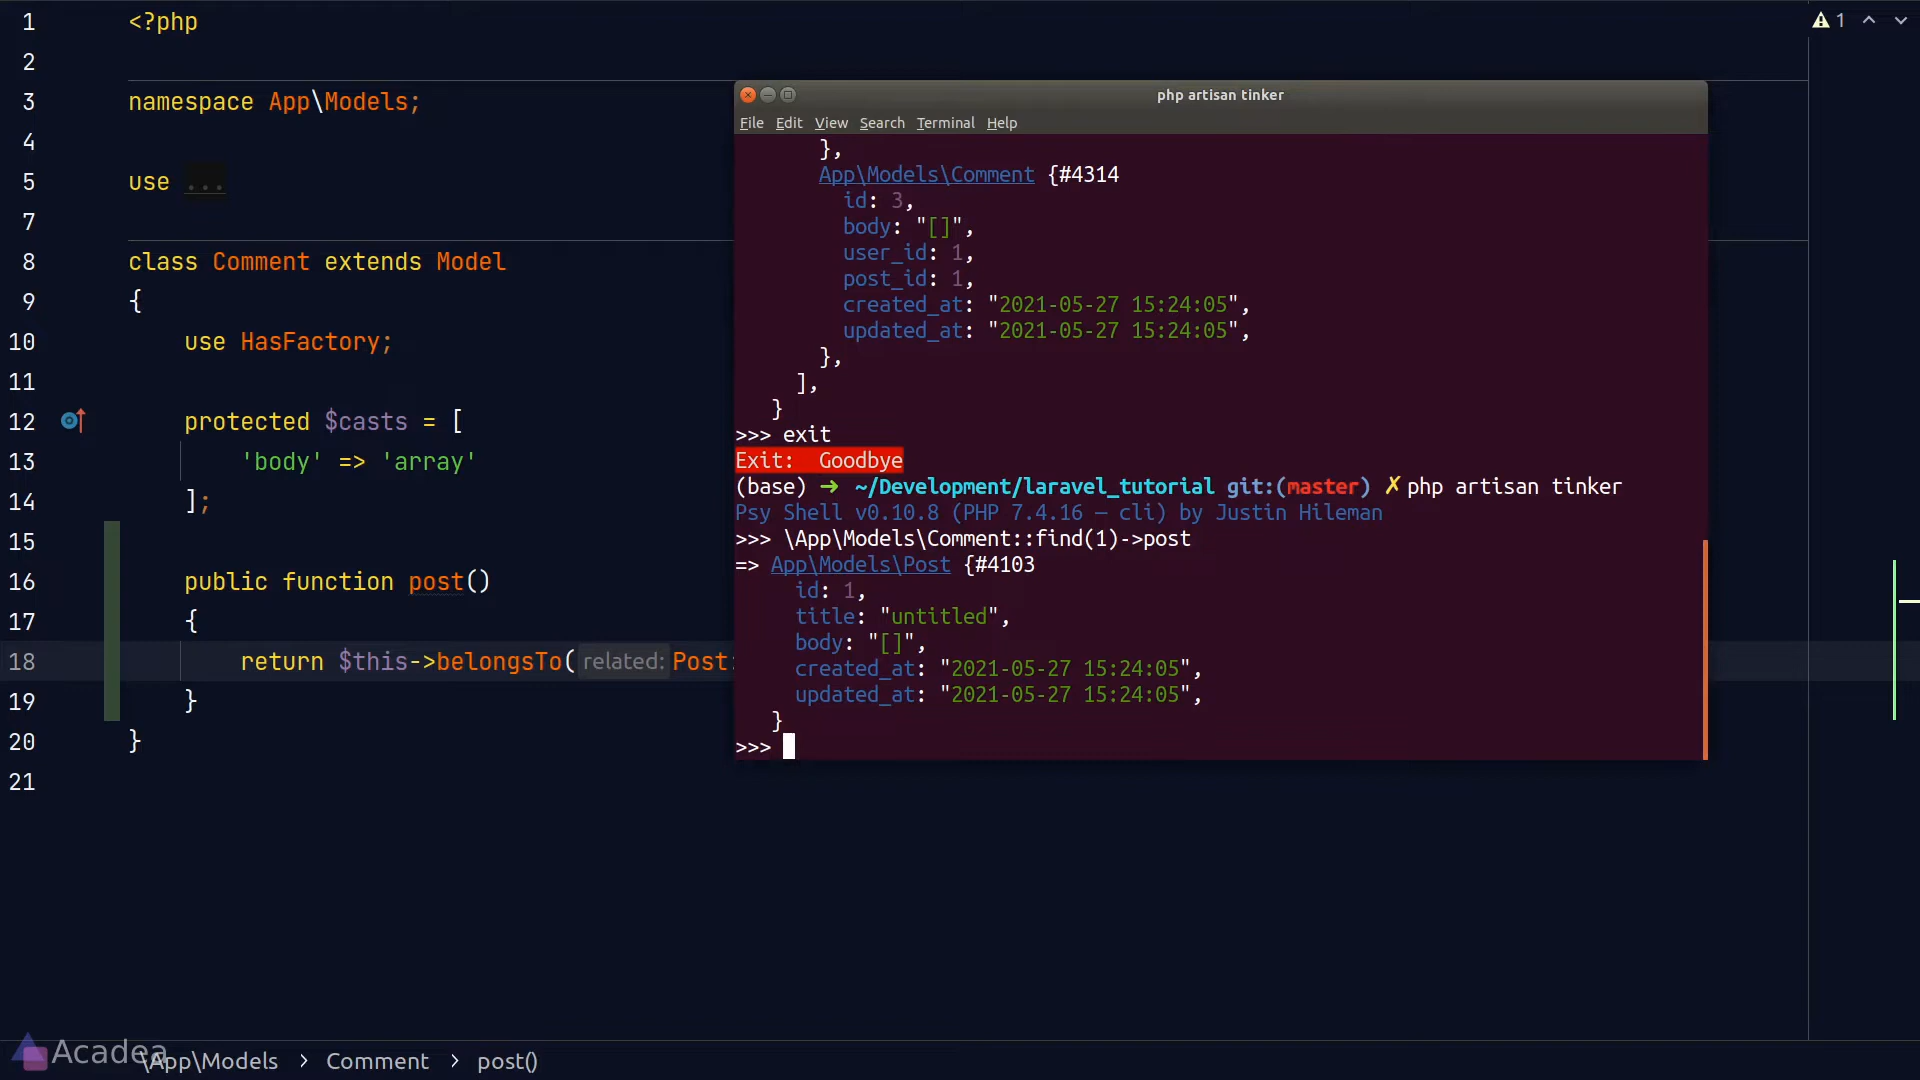 1 <?php
2
3 namespace App\Models;
4
5 use ...
7
8 class Comment extends Model
9 {
10 use HasFactory;
11
12 protected $casts = [
13 'body' => 'array'
14 ];
15
16 public function post()
17 {
18 return $this->belongsTo( related: Post:
19 }
20 }
21
1
php artisan tinker
File Edit View Search Terminal Help
},
App\Models\Comment {#4314
id: 3,
body: "[]",
user_id: 1,
post_id: 1,
created_at: "2021-05-27 15:24:05",
updated_at: "2021-05-27 15:24:05",
},
],
}
>>> exit
Exit:  Goodbye
(base) ➜ ~/Development/laravel_tutorial git:(master) ✗ php artisan tinker
Psy Shell v0.10.8 (PHP 7.4.16 — cli) by Justin Hileman
>>> \App\Models\Comment::find(1)->post
=> App\Models\Post {#4103
id: 1,
title: "untitled",
body: "[]",
created_at: "2021-05-27 15:24:05",
updated_at: "2021-05-27 15:24:05",
}
>>>
Acadea
\App\Models > Comment > post()